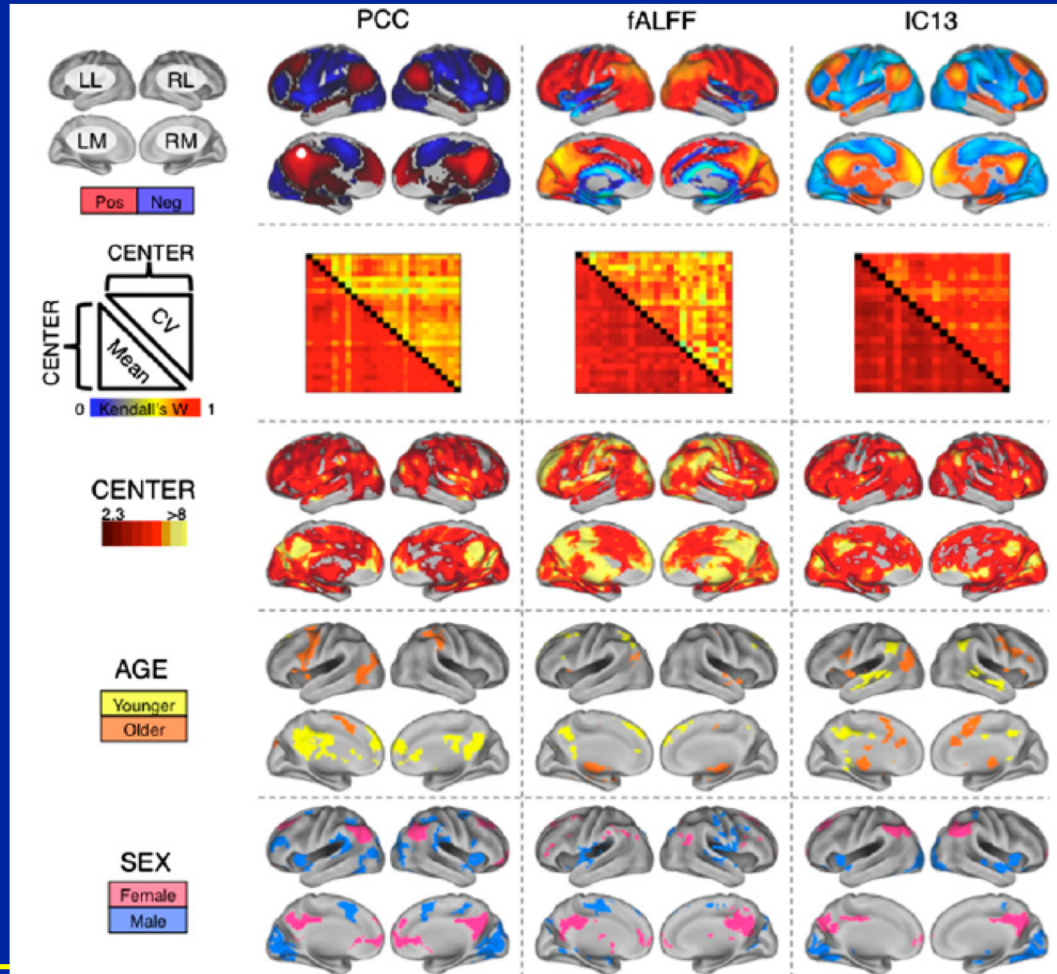 PCC fALFF IC13
LL RL
LM RM
Pos Neg
CENTER
CENTER
CV
Mean
0 Kendall's W 1
CENTER
2.3 >8
AGE
Younger
Older
SEX
Female
Male